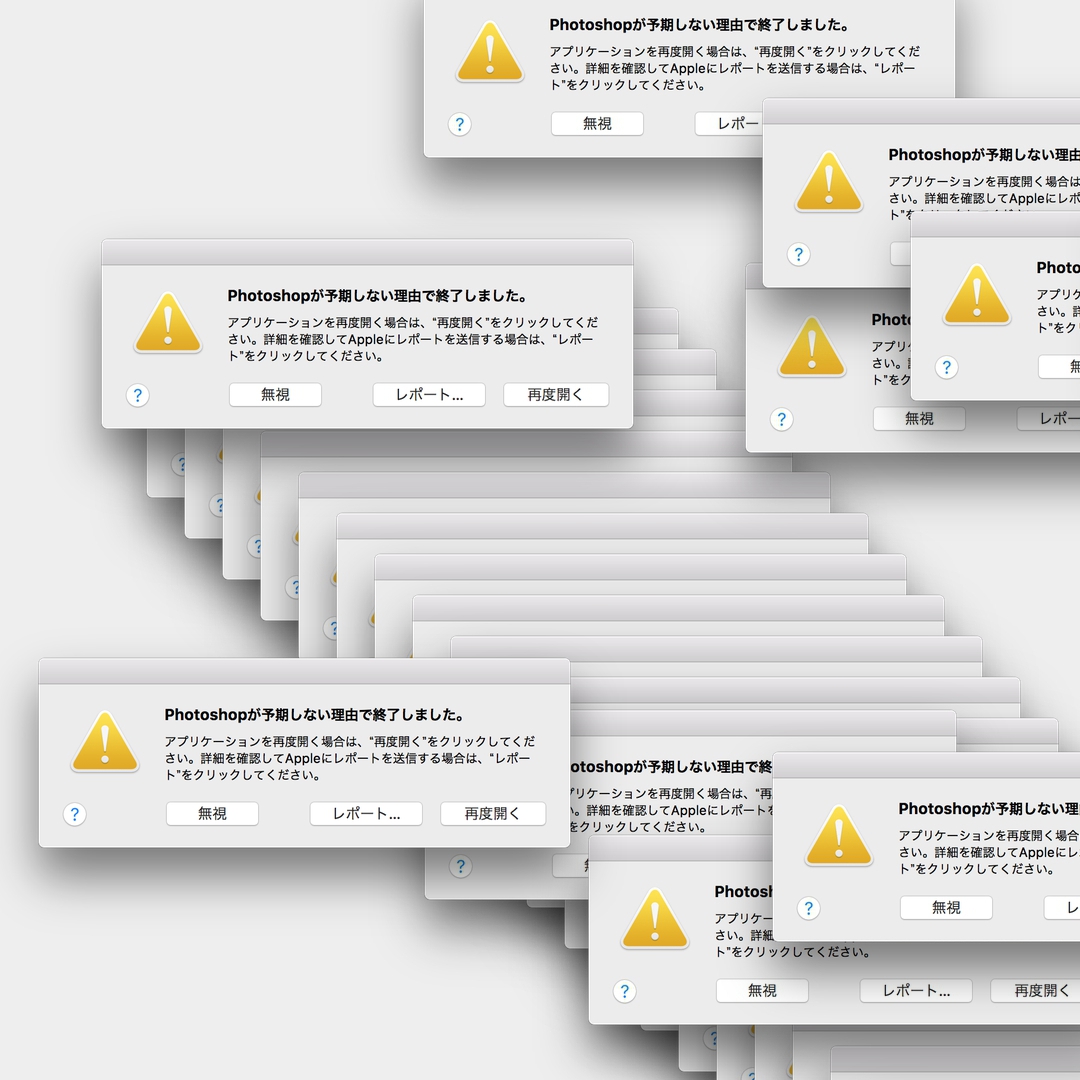 Photoshopが予期しない理由で終了しました。
アプリケーションを再度開く場合は、“再度開く”をクリックしてくだ
さい。詳細を確認してAppleにレポートを送信する場合は、“レポー
ト”をクリックしてください。
?
無視
レポー
Photoshopが予期しない理由
アプリケーションを再度開く場合は
さい。詳細を確認してAppleにレポ
ト”を
?
Photo
アプリケ
さい。詳
ト”をク
?
無
Photo
アプリ
さい。詳
ト”をク
?
無視
レポー
Photoshopが予期しない理由で終了しました。
アプリケーションを再度開く場合は、“再度開く”をクリックしてくだ
さい。詳細を確認してAppleにレポートを送信する場合は、“レポー
ト”をクリックしてください。
?
無視
レポート...
再度開く
?
?
?
?
?
Photoshopが予期しない理由で終了しました。
アプリケーションを再度開く場合は、“再度開く”をクリックしてくだ
さい。詳細を確認してAppleにレポートを送信する場合は、“レポー
ト”をクリックしてください。
?
無視
レポート...
再度開く
otoshopが予期しない理由で終
プリケーションを再度開く場合は、“再
。詳細を確認してAppleにレポートを
をクリックしてください。
?
Photoshopが予期しない理由
アプリケーションを再度開く場合
さい。詳細を確認してAppleにレ
ト”をクリックしてください。
?
無視
レ
Photos
アプリケー
さい。詳細
ト”をクリックしてください。
?
無視
レポート...
再度開く
?
?